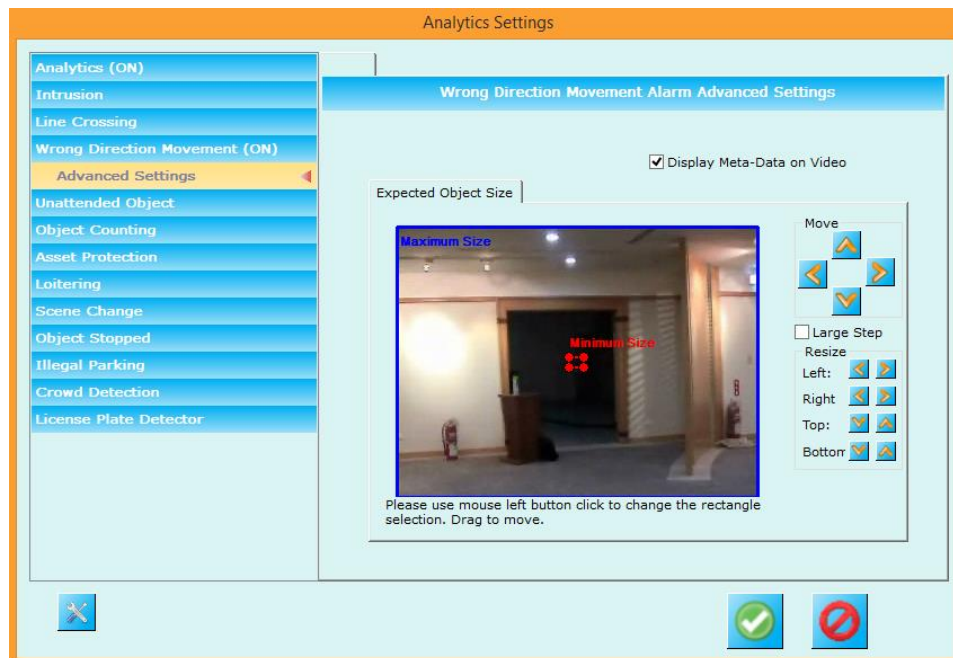 Analytics Settings
Analytics (ON)
Intrusion
Line Crossing
Wrong Direction Movement (ON)
Advanced Settings
Unattended Object
Object Counting
Asset Protection
Loitering
Scene Change
Object Stopped
Illegal Parking
Crowd Detection
License Plate Detector
Wrong Direction Movement Alarm Advanced Settings
Display Meta-Data on Video
Expected Object Size
Maximum Size
Minimum Size
Please use mouse left button click to change the rectangle
selection. Drag to move.
Move
Large Step
Resize
Left:
Right
Top:
Bottom